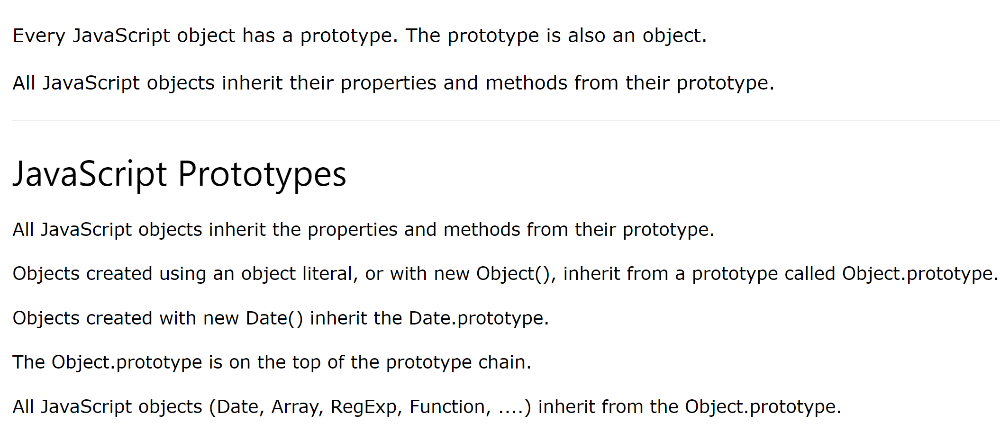 Every JavaScript object has a prototype. The prototype is also an object.
All JavaScript objects inherit their properties and methods from their prototype.
JavaScript Prototypes
All JavaScript objects inherit the properties and methods from their prototype.
Objects created using an object literal, or with new Object(), inherit from a prototype called Object.prototype.
Objects created with new Date() inherit the Date.prototype.
The Object.prototype is on the top of the prototype chain.
All JavaScript objects (Date, Array, RegExp, Function, ....) inherit from the Object.prototype.